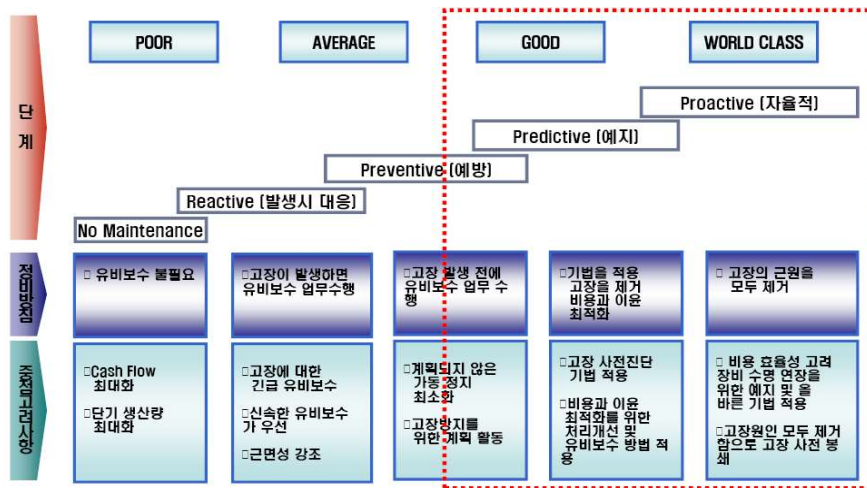 POOR
AVERAGE
GOOD
WORLD CLASS
단계
Proactive (자율적)
Predictive (예지)
Preventive (예방)
Reactive (발생시 대응)
No Maintenance
정비방침
유비보수 불필요
고장이 발생하면
유비보수 업무수행
고장 발생 전에
유비보수 업무 수
행
기법을 적용
고장을 제거
비용과 이윤
최적화
고장의 근원을
모두 제거
중점고려사항
Cash Flow
최대화
단기 생산량
최대화
고장에 대한
긴급 유비보수
신속한 유비보수
가 우선
근면성 강조
계획되지 않은
가동 정지
최소화
고장방지를
위한 계획 활동
고장 사전진단
기법 적용
비용과 이윤
최적화를 위한
처리개선 및
유비보수 방법 적
용
비용 효율성 고려
장비 수명 연장을
위한 예지 및 올
바른 기법 적용
고장원인 모두 제거
함으로 고장 사전 봉
쇄